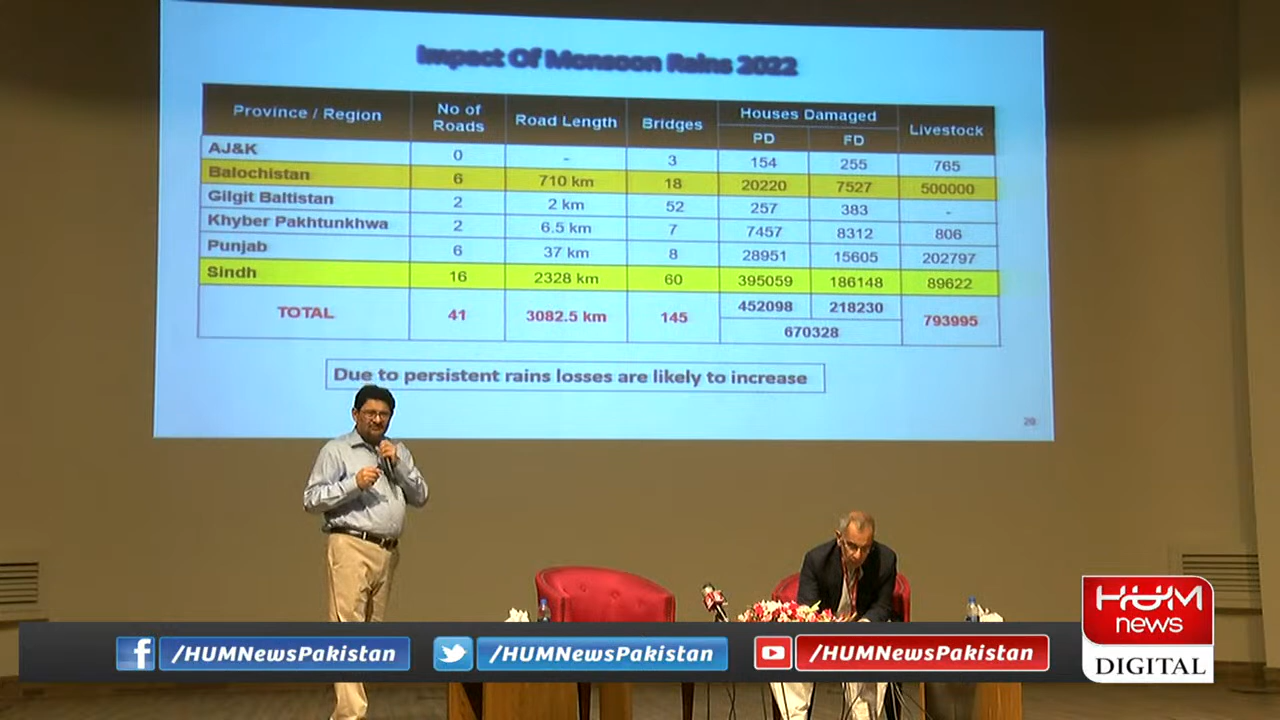 Impact Of Monsoon Rains 2022
Province / Region No of Roads Road Length Bridges Houses Damaged Livestock
PD FD
AJ&K 0 - 3 154 255 765
Balochistan 6 710 km 18 20220 7527 500000
Gilgit Baltistan 2 2 km 52 257 383 -
Khyber Pakhtunkhwa 2 6.5 km 7 7457 8312 806
Punjab 6 37 km 8 28951 15605 202797
Sindh 16 2328 km 60 395059 186148 89622
TOTAL 41 3082.5 km 145 452098 218230 793995
670328
Due to persistent rains losses are likely to increase
20
/HUMNewsPakistan /HUMNewsPakistan /HUMNewsPakistan
HUM
news
DIGITAL